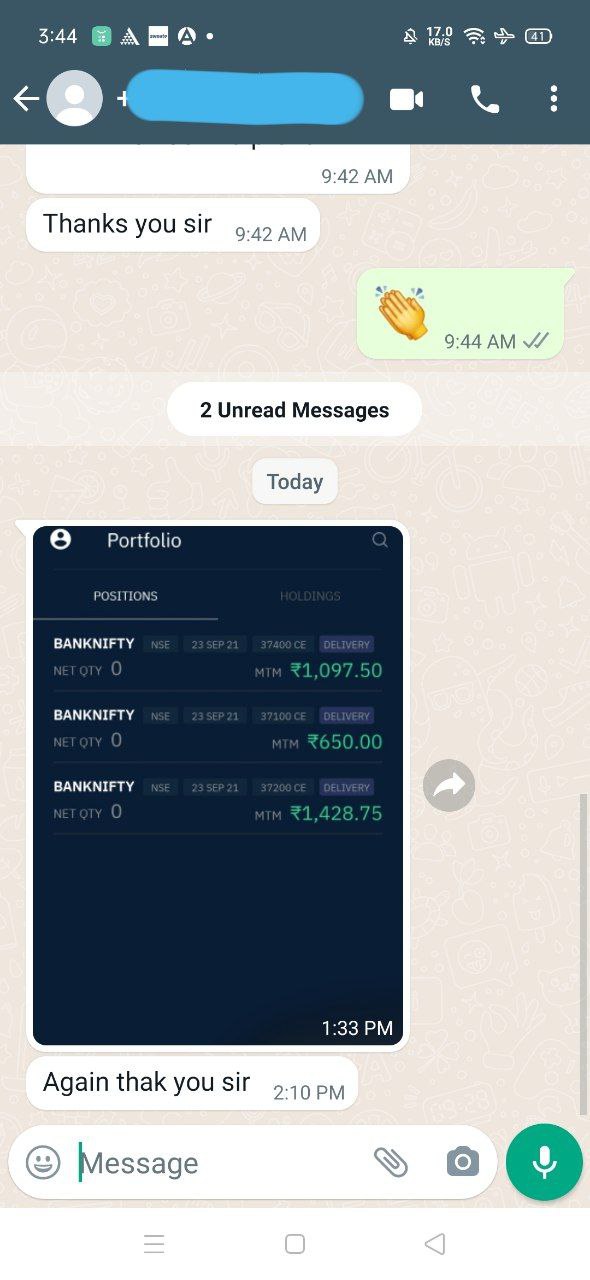 3:44
17.0
KB/S
41
+
9:42 AM
Thanks you sir 9:42 AM
9:44 AM
2 Unread Messages
Today
Portfolio
POSITIONS HOLDINGS
BANKNIFTY NSE 23 SEP 21 37400 CE DELIVERY
NET QTY 0 MTM ₹1,097.50
BANKNIFTY NSE 23 SEP 21 37100 CE DELIVERY
NET QTY 0 MTM ₹650.00
BANKNIFTY NSE 23 SEP 21 37200 CE DELIVERY
NET QTY 0 MTM ₹1,428.75
1:33 PM
Again thak you sir 2:10 PM
Message